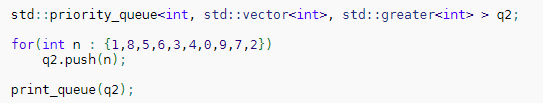 std::priority_queue<int, std::vector<int>, std::greater<int> > q2;
for(int n : {1,8,5,6,3,4,0,9,7,2})
q2.push(n);
print_queue(q2);